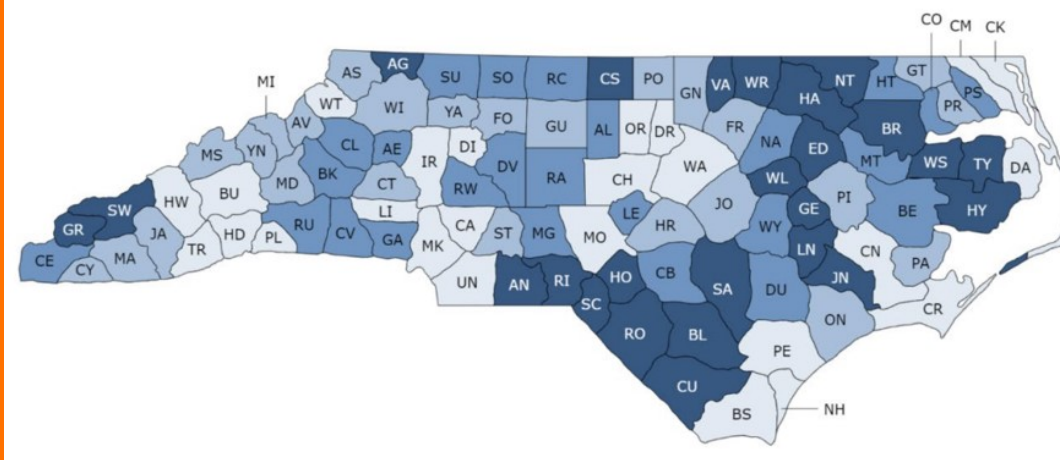 CO CM CK
AS AG SU SO RC CS PO GN VA WR HA NT HT GT PS
MI WT WI YA FO GU AL OR DR FR BR PR
MS YN AV CL AE IR DI DV RA CH WA NA ED MT WS TY DA
SW HW BU MD BK CT RW WL PI
GR JA TR HD PL RU CV LI GA MK CA ST MG MO LE HR JO WY GE BE HY
CE CY MA LN CN PA
UN AN RI HO CB SA DU JN
SC RO BL ON CR
CU PE
BS NH